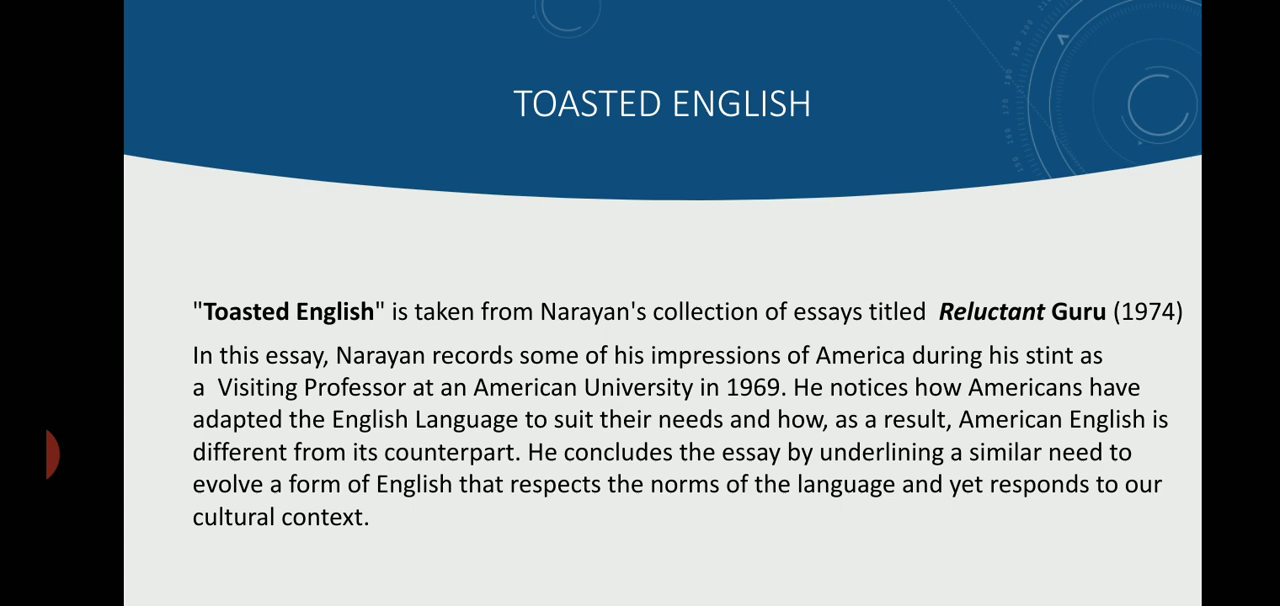 TOASTED ENGLISH
"Toasted English" is taken from Narayan's collection of essays titled Reluctant Guru (1974)
In this essay, Narayan records some of his impressions of America during his stint as
a Visiting Professor at an American University in 1969. He notices how Americans have
adapted the English Language to suit their needs and how, as a result, American English is
different from its counterpart. He concludes the essay by underlining a similar need to
evolve a form of English that respects the norms of the language and yet responds to our
cultural context.